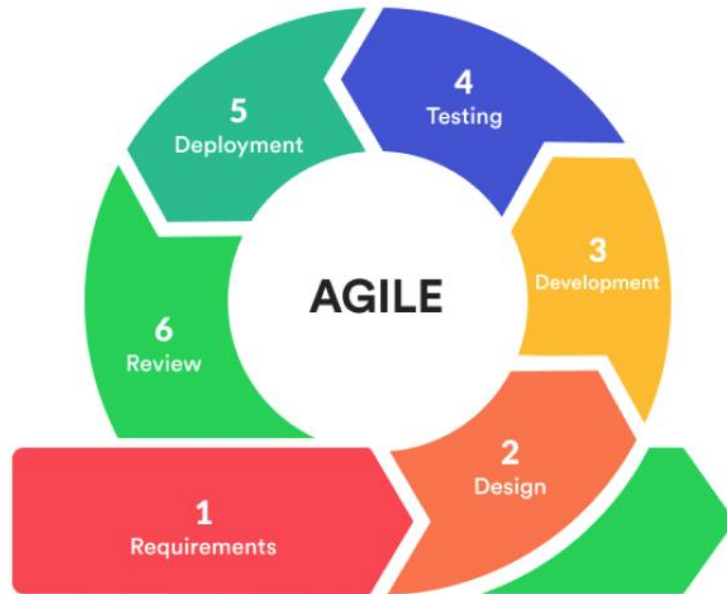 4
Testing
5
Deployment
3
Development
AGILE
6
Review
2
Design
1
Requirements